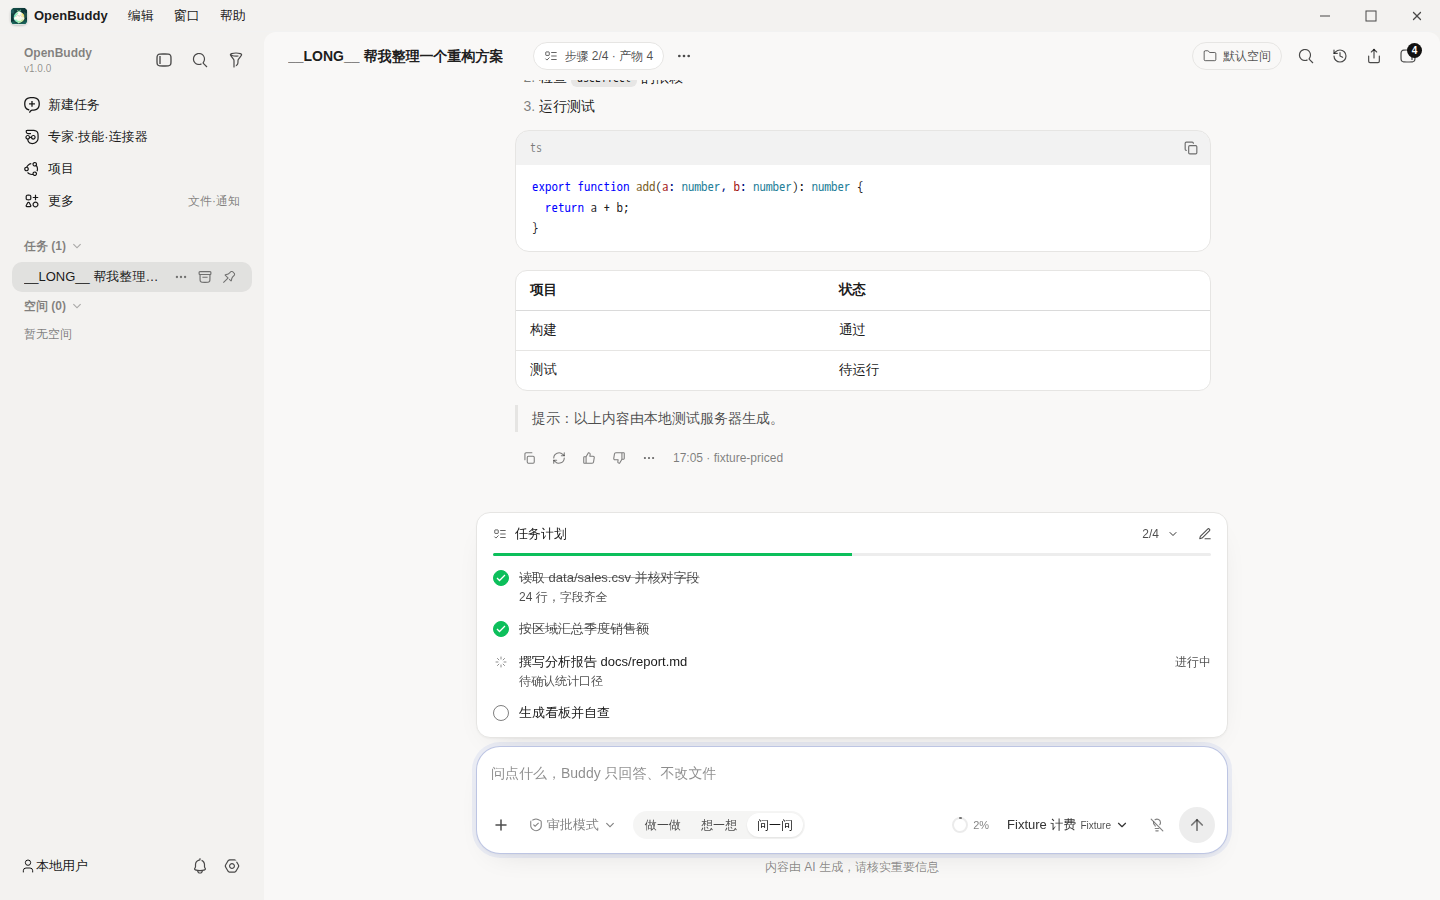 OpenBuddy 编辑 窗口 帮助
OpenBuddy
v1.0.0
新建任务
专家·技能·连接器
项目
更多 文件·通知
任务 (1)
__LONG__ 帮我整理…
空间 (0)
暂无空间
本地用户
__LONG__ 帮我整理一个重构方案 步骤 2/4 · 产物 4 默认空间 4
2. 检查 useEffect 的依赖
3. 运行测试
ts
export function add(a: number, b: number): number {
return a + b;
}
项目 状态
构建 通过
测试 待运行
提示：以上内容由本地测试服务器生成。
17:05 · fixture-priced
任务计划 2/4
读取 data/sales.csv 并核对字段
24 行，字段齐全
按区域汇总季度销售额
撰写分析报告 docs/report.md 进行中
待确认统计口径
生成看板并自查
问点什么，Buddy 只回答、不改文件
审批模式 做一做 想一想 问一问 2% Fixture 计费 Fixture
内容由 AI 生成，请核实重要信息